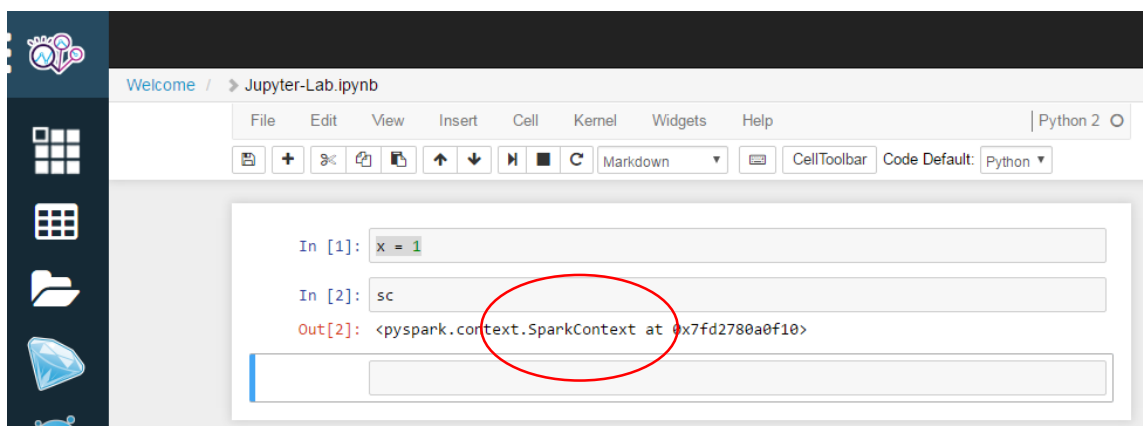 Welcome / > Jupyter-Lab.ipynb
File Edit View Insert Cell Kernel Widgets Help Python 2
Markdown CellToolbar Code Default: Python
In [1]: x = 1
In [2]: sc
Out[2]: <pyspark.context.SparkContext at 0x7fd2780a0f10>